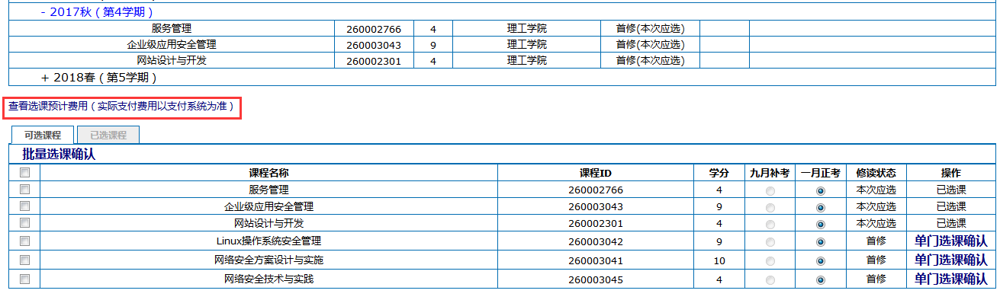 - 2017秋 ( 第4学期 )
服务管理 260002766 4 理工学院 首修(本次应选)
企业级应用安全管理 260003043 9 理工学院 首修(本次应选)
网站设计与开发 260002301 4 理工学院 首修(本次应选)
+ 2018春 ( 第5学期 )
查看选课预计费用 ( 实际支付费用以支付系统为准 )
可选课程 已选课程
批量选课确认
课程名称 课程ID 学分 九月补考 一月正考 修读状态 操作
服务管理 260002766 4 本次应选 已选课
企业级应用安全管理 260003043 9 本次应选 已选课
网站设计与开发 260002301 4 本次应选 已选课
Linux操作系统安全管理 260003042 9 首修 单门选课确认
网络安全方案设计与实施 260003041 10 首修 单门选课确认
网络安全技术与实践 260003045 4 首修 单门选课确认